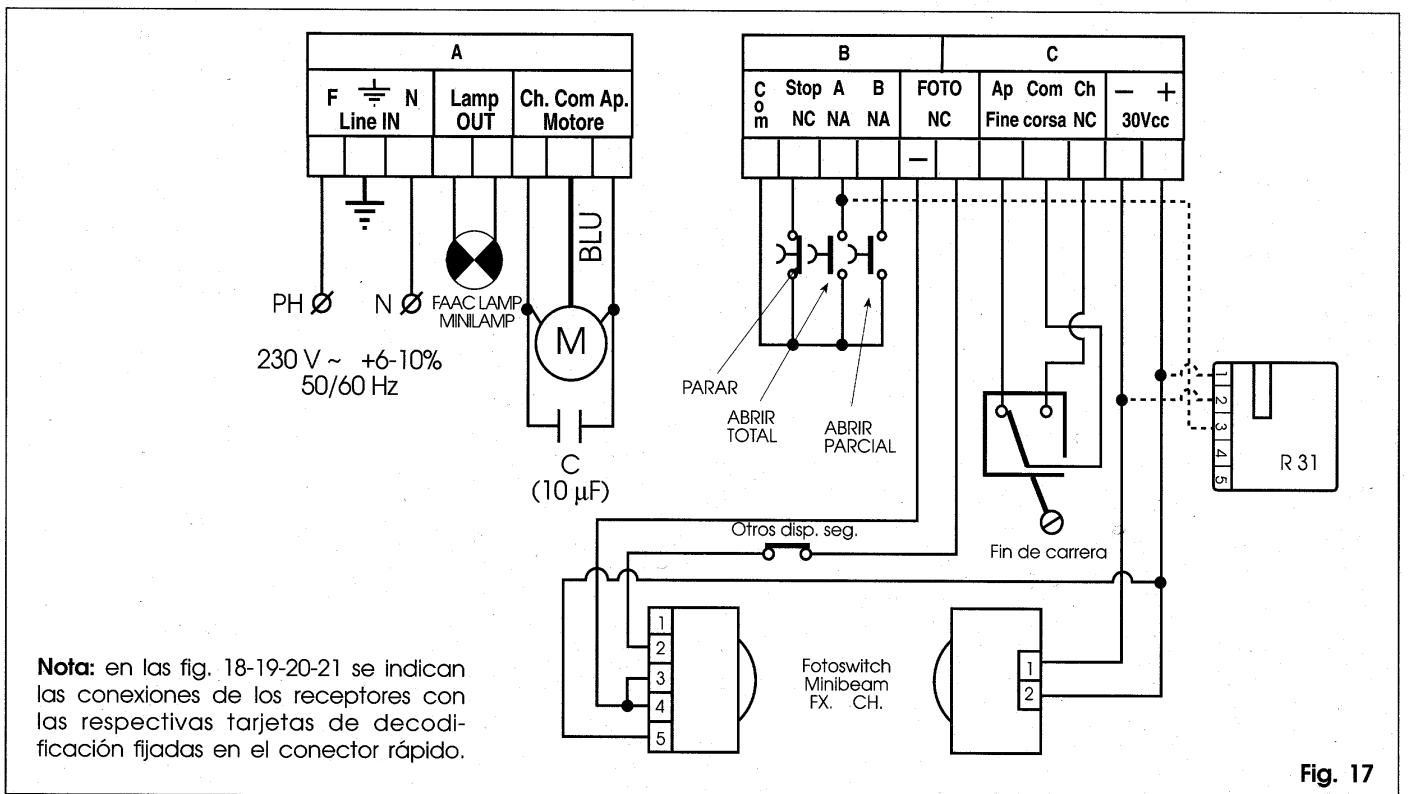 A
F N Lamp Ch. Com Ap.
Line IN OUT Motore
B C
Com Stop A B FOTO Ap Com Ch — +
NC NA NA NC Fine corsa NC 30Vcc
—
BLU
PH N FAAC LAMP
MINILAMP
230 V ~ +6-10%
50/60 Hz
M
C
(10 µF)
PARAR
ABRIR
TOTAL
ABRIR
PARCIAL
1
2
3
4
5
R 31
Otros disp. seg.
Fin de carrera
1
2
3
4
5
Fotoswitch
Minibeam
FX. CH.
1
2
Nota: en las fig. 18-19-20-21 se indican
las conexiones de los receptores con
las respectivas tarjetas de decodi-
ficación fijadas en el conector rápido.
Fig. 17